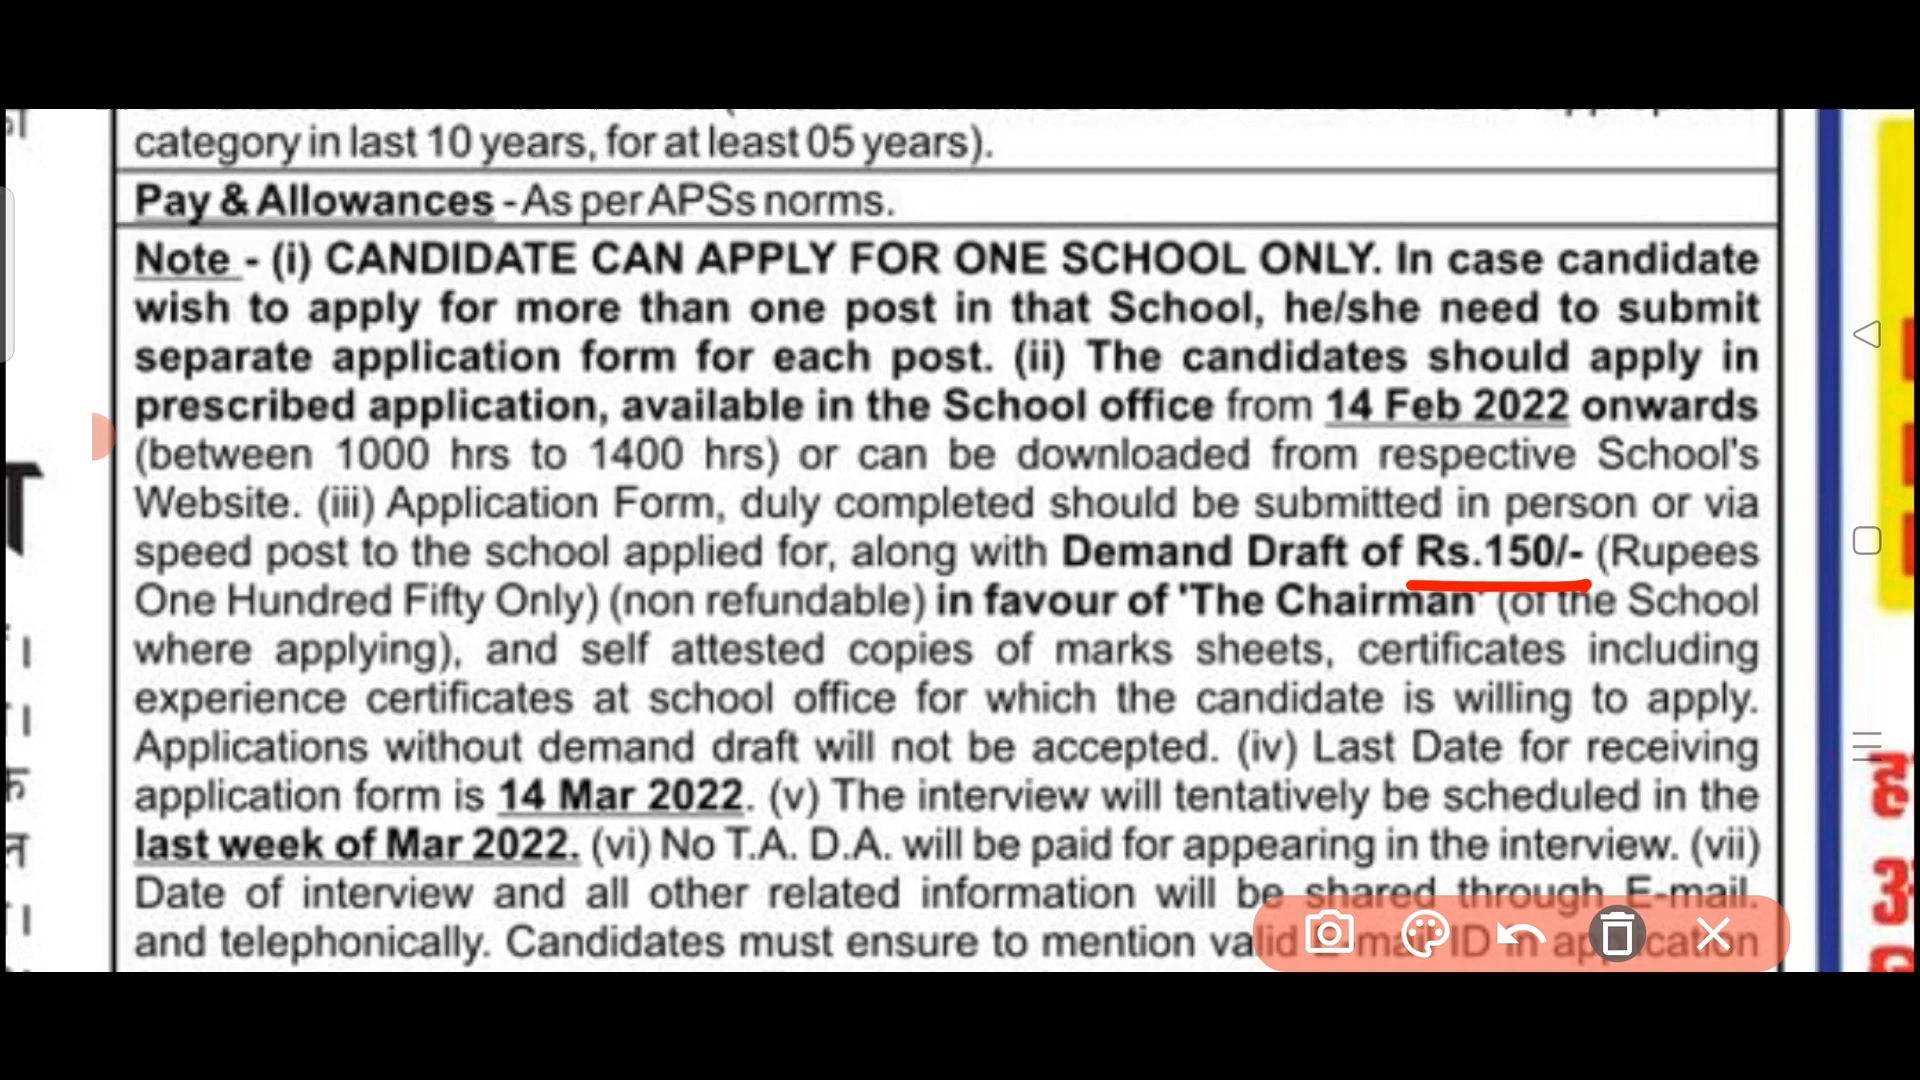 category in last 10 years, for at least 05 years).
Pay & Allowances - As per APSs norms.
Note - (i) CANDIDATE CAN APPLY FOR ONE SCHOOL ONLY. In case candidate
wish to apply for more than one post in that School, he/she need to submit
separate application form for each post. (ii) The candidates should apply in
prescribed application, available in the School office from 14 Feb 2022 onwards
(between 1000 hrs to 1400 hrs) or can be downloaded from respective School's
Website. (iii) Application Form, duly completed should be submitted in person or via
speed post to the school applied for, along with Demand Draft of Rs.150/- (Rupees
One Hundred Fifty Only) (non refundable) in favour of 'The Chairman' (of the School
where applying), and self attested copies of marks sheets, certificates including
experience certificates at school office for which the candidate is willing to apply.
Applications without demand draft will not be accepted. (iv) Last Date for receiving
application form is 14 Mar 2022. (v) The interview will tentatively be scheduled in the
last week of Mar 2022. (vi) No T.A. D.A. will be paid for appearing in the interview. (vii)
Date of interview and all other related information will be shared through E-mail.
and telephonically. Candidates must ensure to mention valid E-mail ID in application